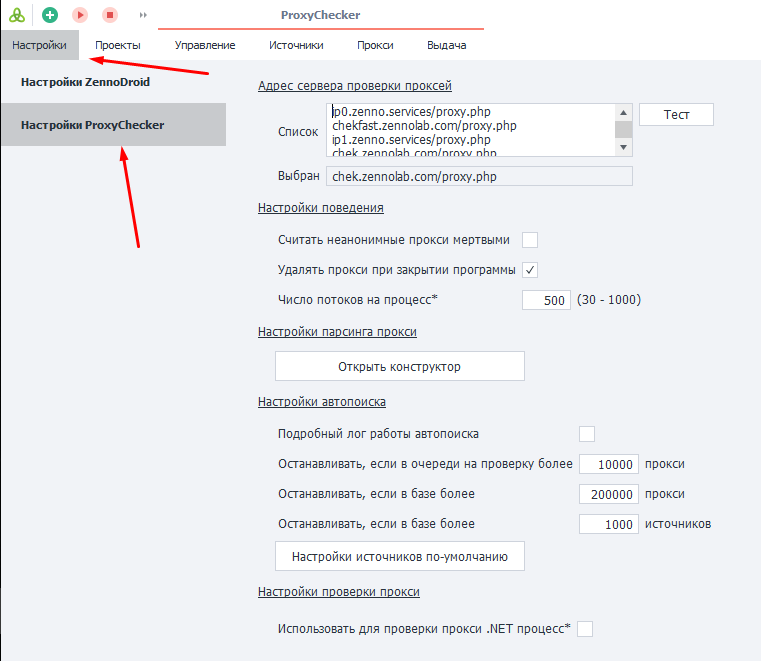 ProxyChecker
Настройки Проекты Управление Источники Прокси Выдача
Настройки ZennoDroid
Настройки ProxyChecker
Адрес сервера проверки проксей
Список
ip0.zenno.services/proxy.php
chekfast.zennolab.com/proxy.php
ip1.zenno.services/proxy.php
chek.zennolab.com/proxy.php
Тест
Выбран chek.zennolab.com/proxy.php
Настройки поведения
Считать неанонимные прокси мертвыми
Удалять прокси при закрытии программы
Число потоков на процесс* 500 (30 - 1000)
Настройки парсинга прокси
Открыть конструктор
Настройки автопоиска
Подробный лог работы автопоиска
Останавливать, если в очереди на проверку более 10000 прокси
Останавливать, если в базе более 200000 прокси
Останавливать, если в базе более 1000 источников
Настройки источников по-умолчанию
Настройки проверки прокси
Использовать для проверки прокси .NET процесс*